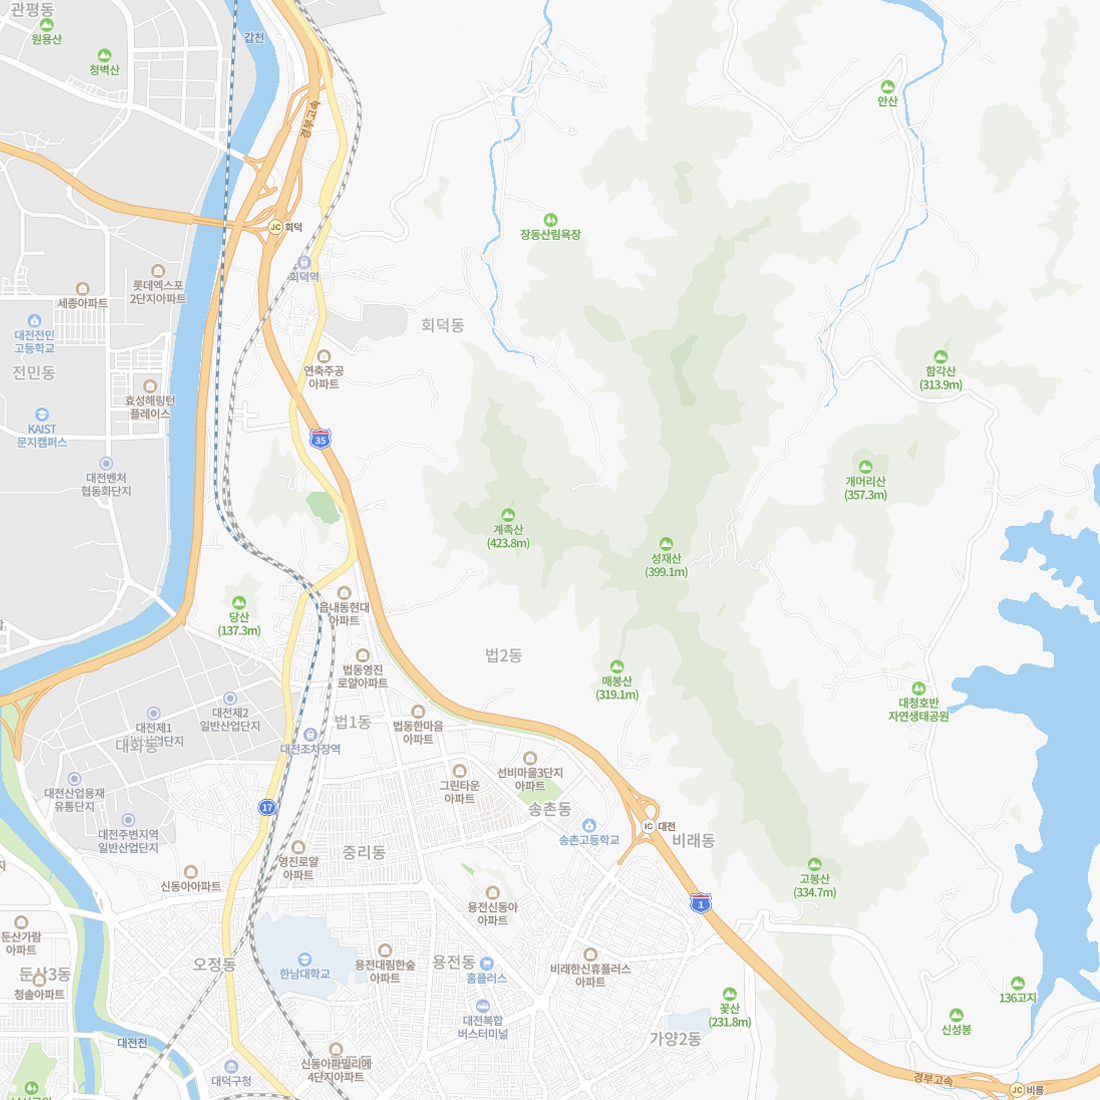 관평동
원용산
청벽산
갑천
경부고속
안산
JC 회덕
장동산림욕장
회덕역
롯데엑스포
2단지아파트
세종아파트
대전전민
고등학교
회덕동
전민동
연축주공
아파트
함각산
(313.9m)
효성해링턴
플레이스
KAIST
문지캠퍼스
35
대전벤처
협동화단지
개머리산
(357.3m)
계족산
(423.8m)
성재산
(399.1m)
당산
(137.3m)
읍내동현대
아파트
법2동
법동영진
로얄아파트
매봉산
(319.1m)
대청호반
자연생태공원
대전제2
일반산업단지
대전제1
일반산업단지
대화동
법1동
법동한마음
아파트
대전조차장역
대전산업용재
유통단지
그린타운
아파트
선비마을3단지
아파트
17
송촌동
대전주변지역
일반산업단지
송촌고등학교
IC 대전
비래동
중리동
영진로얄
아파트
신동아아파트
고봉산
(334.7m)
용전신동아
아파트
1
둔산가람
아파트
오정동
한남대학교
용전대림한숲
아파트
용전동
홈플러스
비래한신휴플러스
아파트
둔산3동
청솔아파트
136고지
꽃산
(231.8m)
신성봉
대전복합
버스터미널
가양2동
대전천
신동아파밀리에
4단지아파트
대덕구청
경부고속
JC 비룡